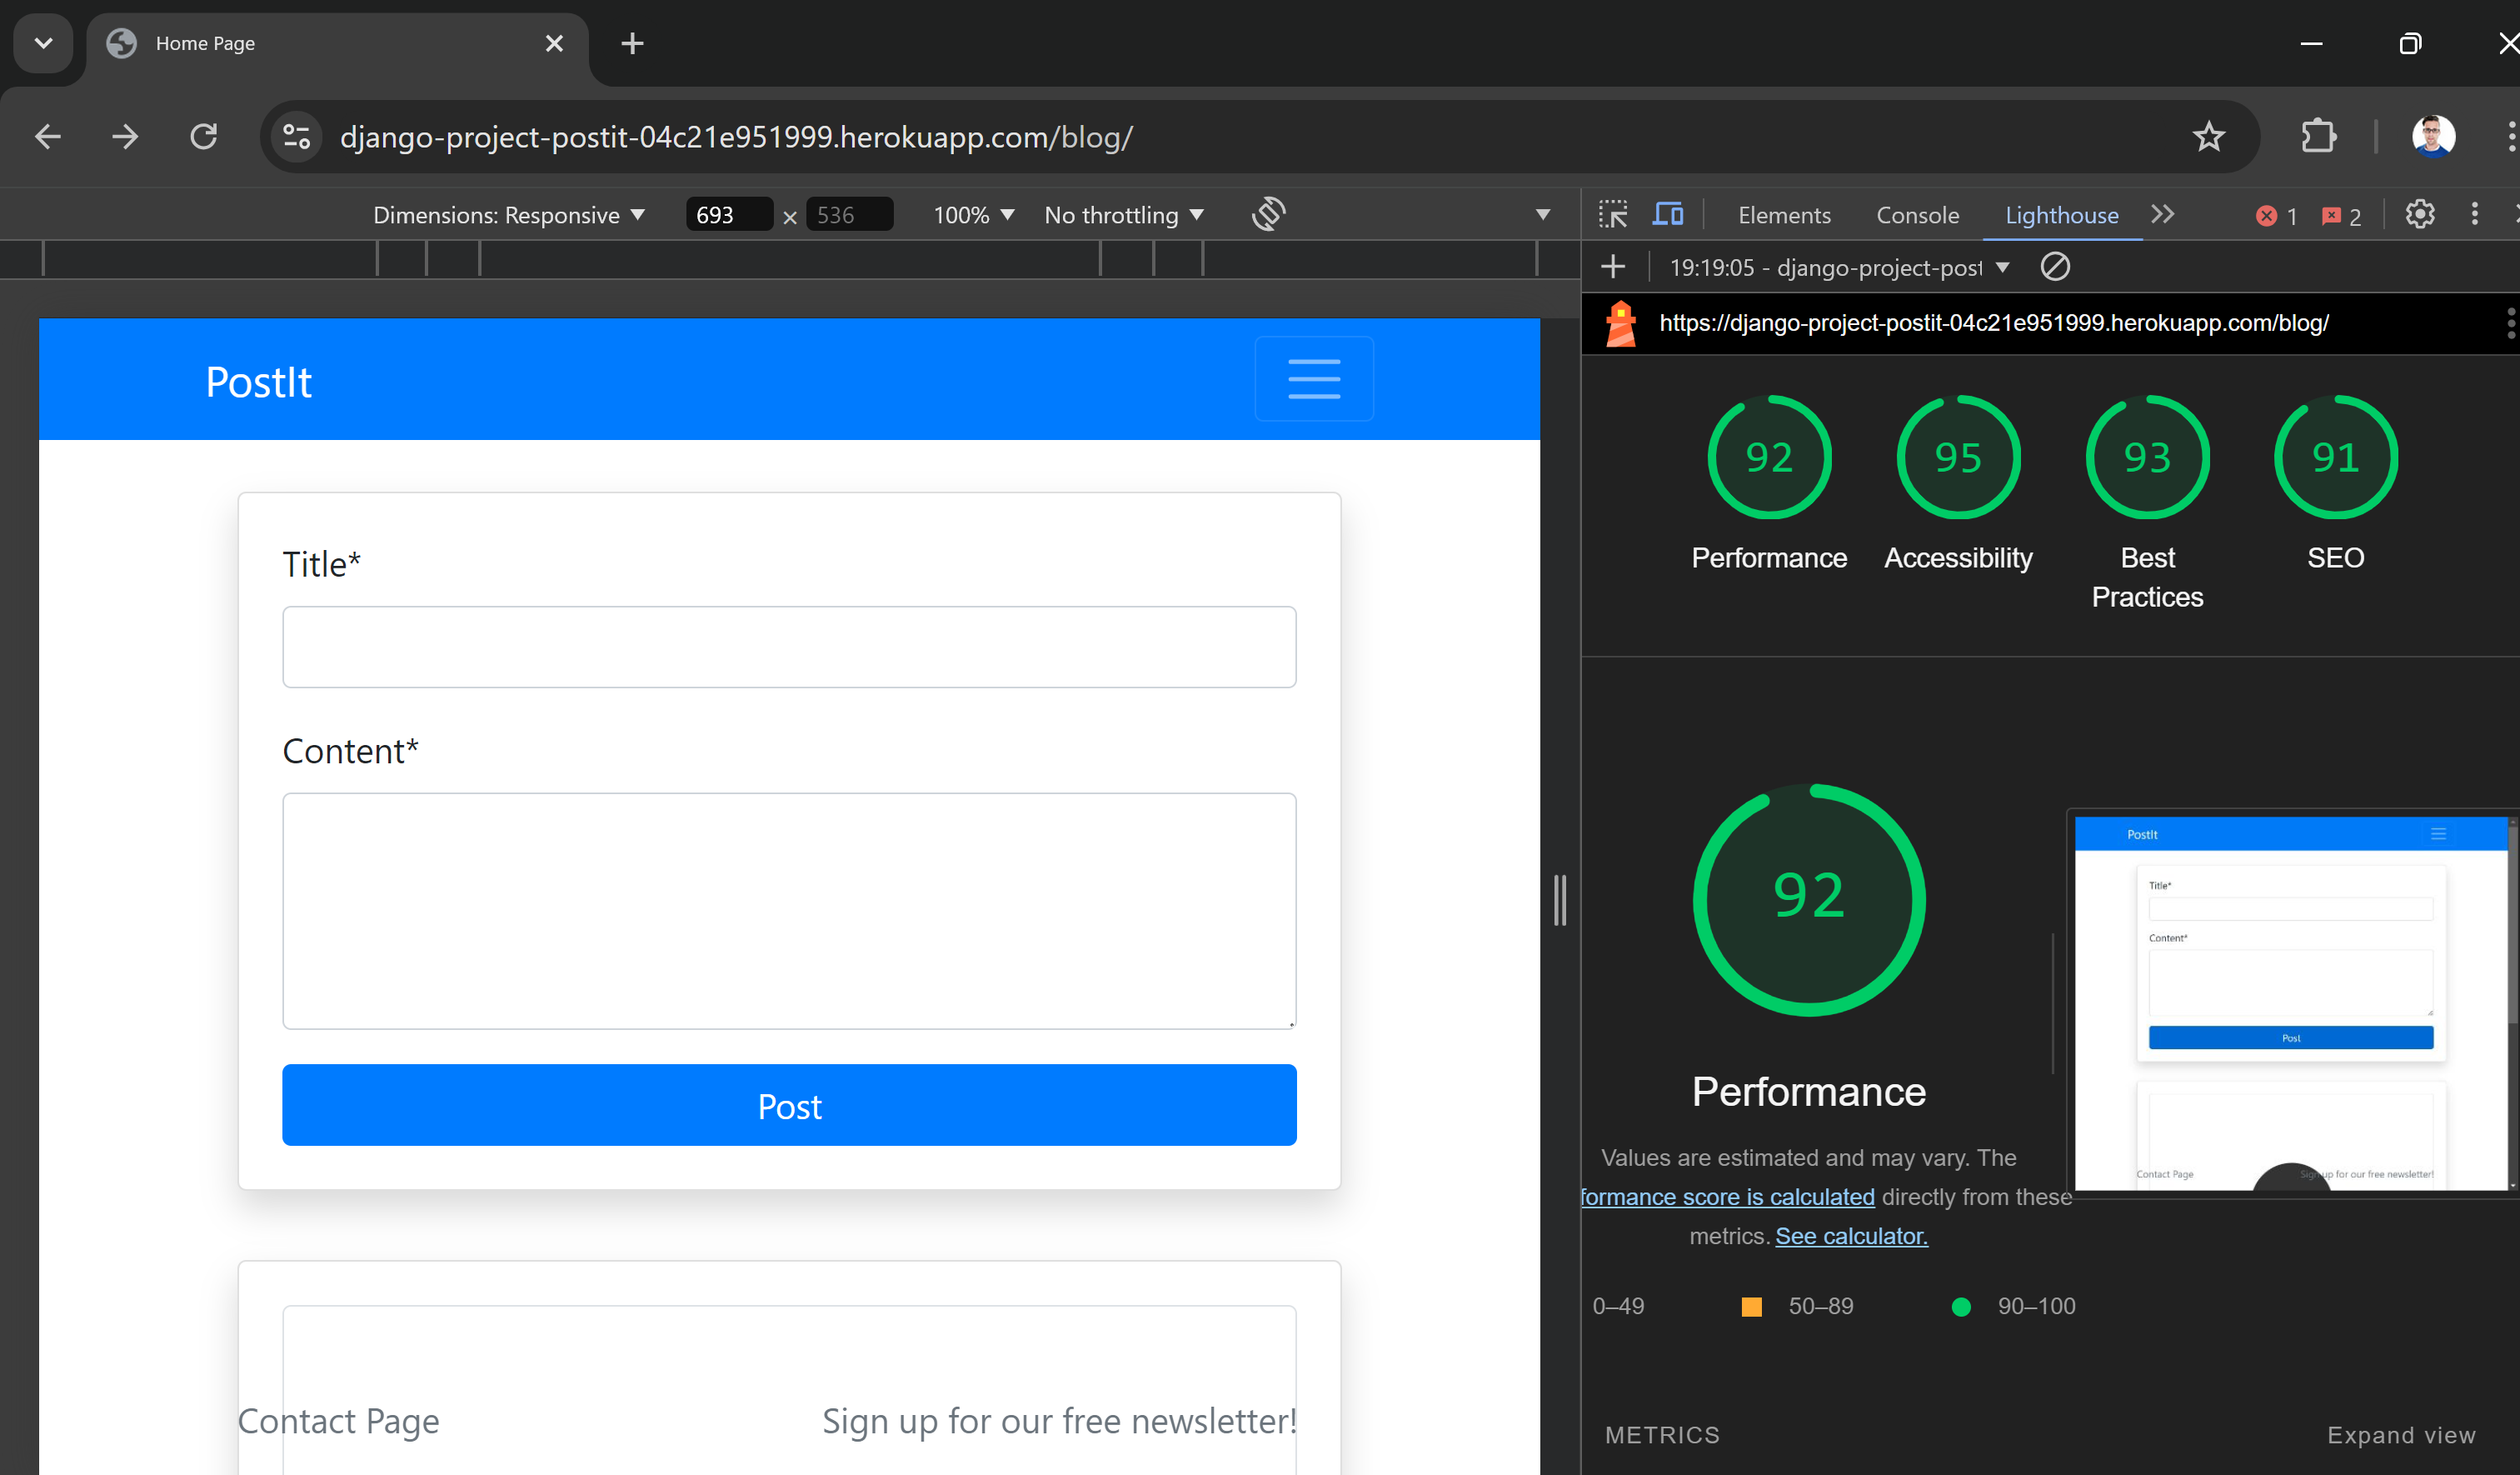 Home Page
django-project-postit-04c21e951999.herokuapp.com/blog/
Dimensions: Responsive 693 × 536 100% No throttling
Elements Console Lighthouse 1 2
19:19:05 - django-project-post
https://django-project-postit-04c21e951999.herokuapp.com/blog/
PostIt
Title*
Content*
Post
Contact Page Sign up for our free newsletter!
92 95 93 91
Performance Accessibility Best Practices SEO
92
Performance
Values are estimated and may vary. The
formance score is calculated directly from these
metrics. See calculator.
0–49 50–89 90–100
METRICS Expand view
PostIt
Title*
Content*
Post
Contact Page Sign up for our free newsletter!